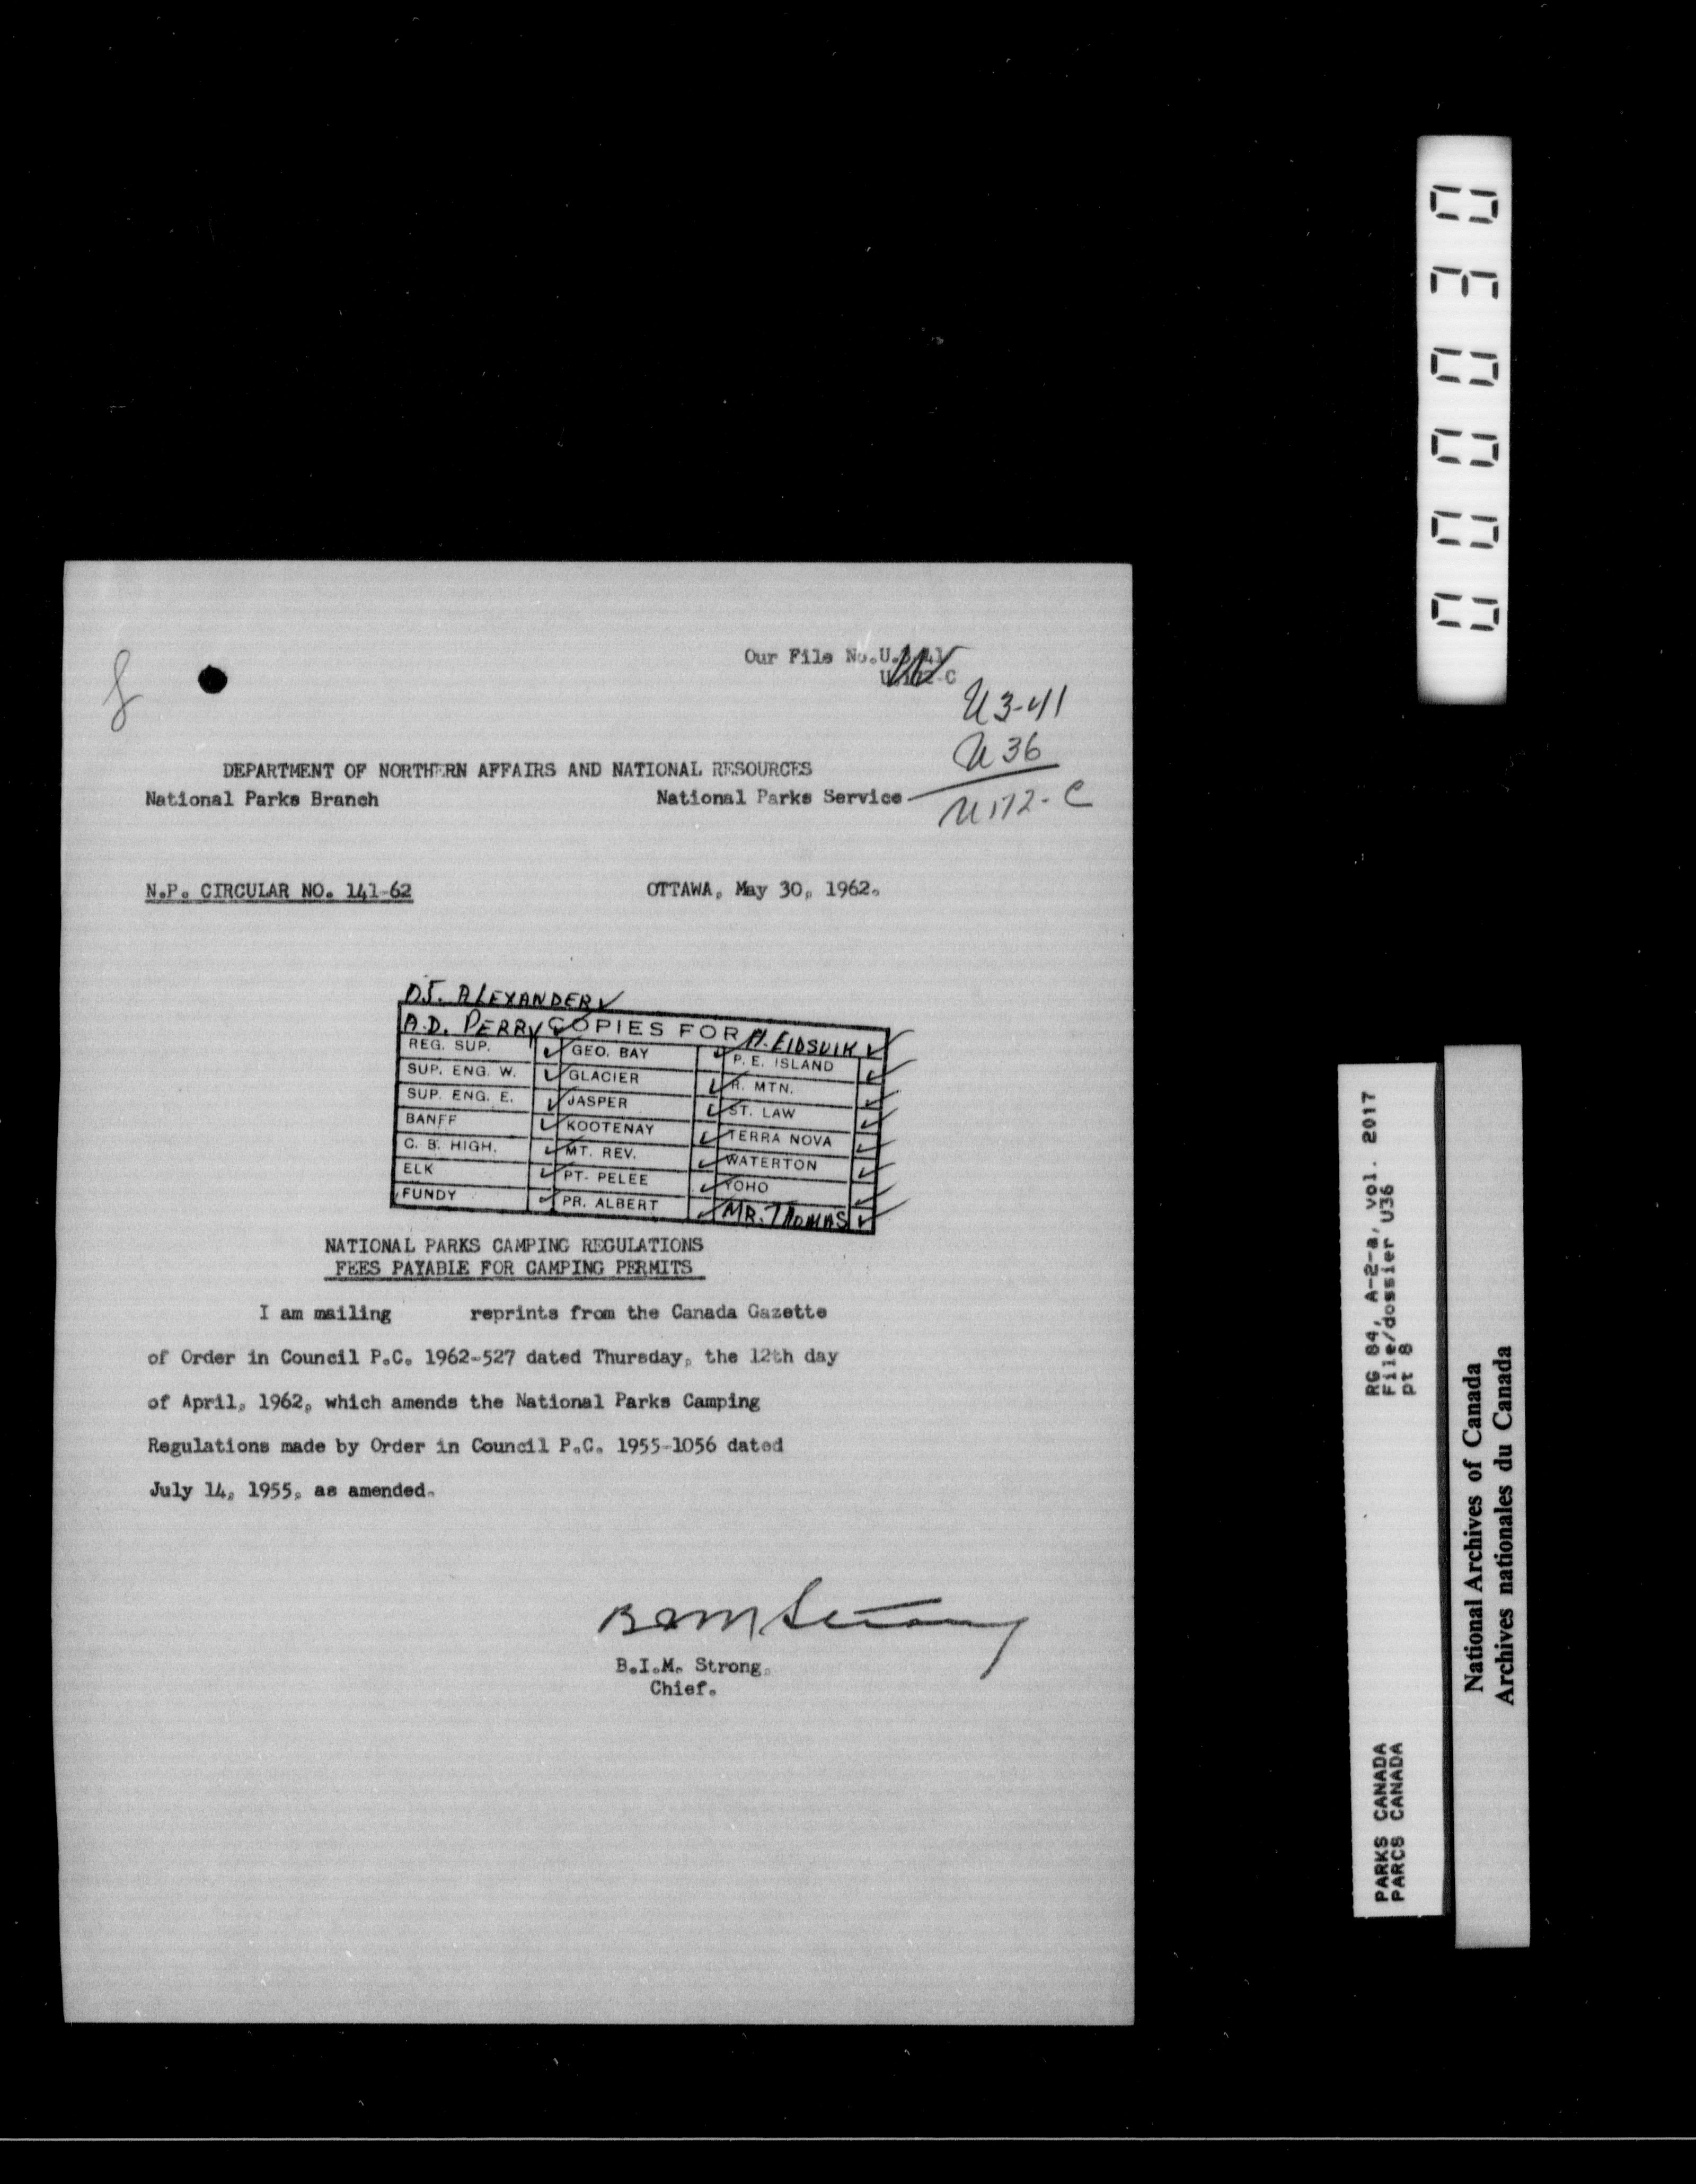 Our File No.U.3-41
U.172-C
U3-41
U36
U172-C
DEPARTMENT OF NORTHERN AFFAIRS AND NATIONAL RESOURCES
National Parks Branch National Parks Service
N.P. CIRCULAR NO. 141-62 OTTAWA, May 30, 1962.
D.J. ALEXANDER ✓
A.D. PERRY ✓ COPIES FOR H. EIDSVIK ✓
REG. SUP. ✓ GEO. BAY ✓ P. E. ISLAND ✓
SUP. ENG. W. ✓ GLACIER ✓ R. MTN. ✓
SUP. ENG. E. ✓ JASPER ✓ ST. LAW ✓
BANFF ✓ KOOTENAY ✓ TERRA NOVA ✓
C. B. HIGH. ✓ MT. REV. ✓ WATERTON ✓
ELK ✓ PT. PELEE ✓ YOHO ✓
FUNDY ✓ PR. ALBERT ✓ MR. THOMAS ✓
NATIONAL PARKS CAMPING REGULATIONS
FEES PAYABLE FOR CAMPING PERMITS
I am mailing reprints from the Canada Gazette
of Order in Council P.C. 1962-527 dated Thursday, the 12th day
of April, 1962, which amends the National Parks Camping
Regulations made by Order in Council P.C. 1955-1056 dated
July 14, 1955, as amended.
B.I.M. Strong
B.I.M. Strong,
Chief.
000030
RG 84, A-2-a, vol. 2017
File/dossier U36
pt 8
PARKS CANADA
PARCS CANADA
National Archives of Canada
Archives nationales du Canada